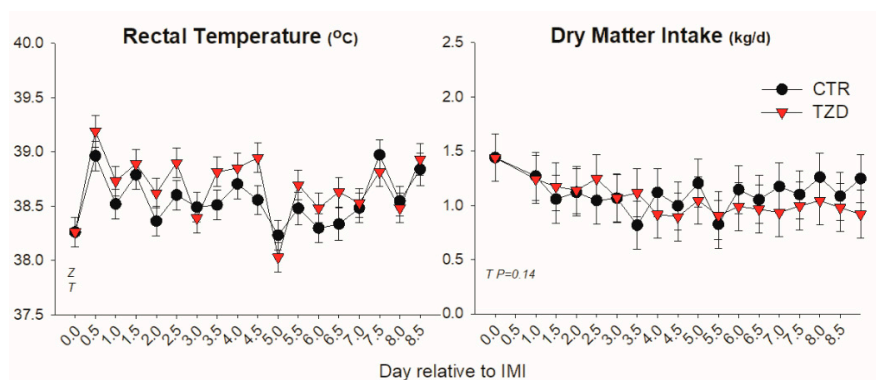 Rectal Temperature (ºC)
40.0
39.5
39.0
38.5
38.0
37.5
Z
T
0.0 0.5 1.0 1.5 2.0 2.5 3.0 3.5 4.0 4.5 5.0 5.5 6.0 6.5 7.0 7.5 8.0 8.5
Dry Matter Intake (kg/d)
2.5
2.0
1.5
1.0
0.5
0.0
CTR
TZD
T P=0.14
0.0 0.5 1.0 1.5 2.0 2.5 3.0 3.5 4.0 4.5 5.0 5.5 6.0 6.5 7.0 7.5 8.0 8.5
Day relative to IMI